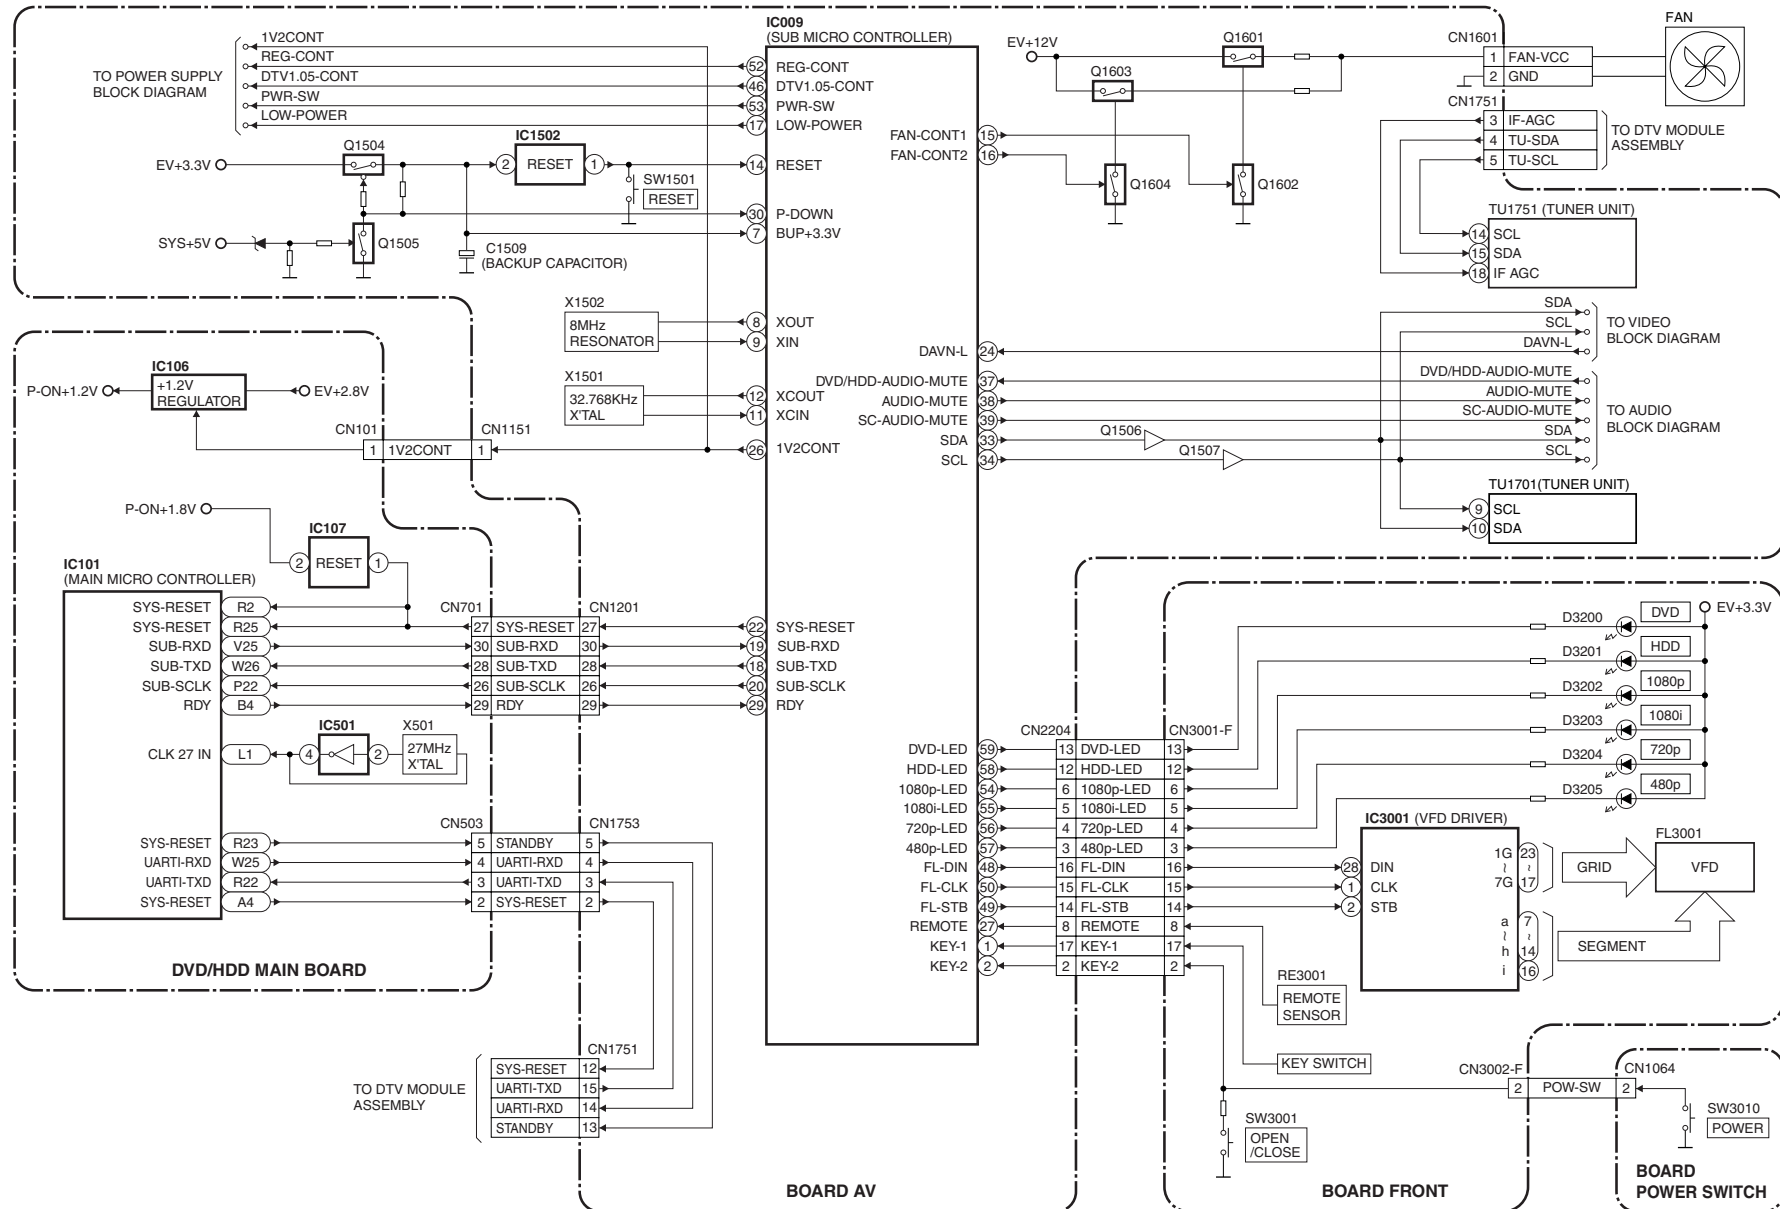 IC009
(SUB MICRO CONTROLLER)
TO POWER SUPPLY
BLOCK DIAGRAM
1V2CONT
REG-CONT
DTV1.05-CONT
PWR-SW
LOW-POWER
52 REG-CONT
46 DTV1.05-CONT
53 PWR-SW
17 LOW-POWER
EV+3.3V
Q1504
IC1502
2 RESET 1
14 RESET
SW1501
RESET
30 P-DOWN
7 BUP+3.3V
SYS+5V
Q1505
C1509
(BACKUP CAPACITOR)
X1502
8MHz
RESONATOR
8 XOUT
9 XIN
X1501
32.768KHz
X'TAL
12 XCOUT
11 XCIN
26 1V2CONT
EV+12V
Q1601
Q1603
FAN-CONT1 15
FAN-CONT2 16
Q1604
Q1602
CN1601
1 FAN-VCC
2 GND
FAN
CN1751
3 IF-AGC
4 TU-SDA
5 TU-SCL
TO DTV MODULE
ASSEMBLY
TU1751 (TUNER UNIT)
14 SCL
15 SDA
18 IF AGC
SDA
SCL
DAVN-L
TO VIDEO
BLOCK DIAGRAM
DAVN-L 24
DVD/HDD-AUDIO-MUTE 37
AUDIO-MUTE 38
SC-AUDIO-MUTE 39
SDA 33
SCL 34
Q1506
Q1507
DVD/HDD-AUDIO-MUTE
AUDIO-MUTE
SC-AUDIO-MUTE
SDA
SCL
TO AUDIO
BLOCK DIAGRAM
TU1701(TUNER UNIT)
9 SCL
10 SDA
IC106
P-ON+1.2V
+1.2V
REGULATOR
EV+2.8V
CN101
CN1151
1 1V2CONT 1
P-ON+1.8V
IC107
2 RESET 1
IC101
(MAIN MICRO CONTROLLER)
CN701
CN1201
SYS-RESET R2
SYS-RESET R25 27 SYS-RESET 27 22 SYS-RESET
SUB-RXD V25 30 SUB-RXD 30 19 SUB-RXD
SUB-TXD W26 28 SUB-TXD 28 18 SUB-TXD
SUB-SCLK P22 26 SUB-SCLK 26 20 SUB-SCLK
RDY B4 29 RDY 29 29 RDY
IC501
X501
CLK 27 IN L1 4 2
27MHz
X'TAL
CN503
CN1753
SYS-RESET R23 5 STANDBY 5
UARTI-RXD W25 4 UARTI-RXD 4
UARTI-TXD R22 3 UARTI-TXD 3
SYS-RESET A4 2 SYS-RESET 2
DVD/HDD MAIN BOARD
TO DTV MODULE
ASSEMBLY
CN1751
SYS-RESET 12
UARTI-TXD 15
UARTI-RXD 14
STANDBY 13
BOARD AV
CN2204
CN3001-F
DVD-LED 59 13 DVD-LED 13
HDD-LED 58 12 HDD-LED 12
1080p-LED 54 6 1080p-LED 6
1080i-LED 55 5 1080i-LED 5
720p-LED 56 4 720p-LED 4
480p-LED 57 3 480p-LED 3
FL-DIN 48 16 FL-DIN 16
FL-CLK 50 15 FL-CLK 15
FL-STB 49 14 FL-STB 14
REMOTE 27 8 REMOTE 8
KEY-1 1 17 KEY-1 17
KEY-2 2 2 KEY-2 2
EV+3.3V
D3200 DVD
D3201 HDD
D3202 1080p
D3203 1080i
D3204 720p
D3205 480p
IC3001 (VFD DRIVER)
28 DIN
1 CLK
2 STB
1G 23
~ ~
7G 17
a 7
~ ~
h 14
i 16
GRID
SEGMENT
FL3001
VFD
RE3001
REMOTE
SENSOR
KEY SWITCH
SW3001
OPEN
/CLOSE
CN3002-F
CN1064
2 POW-SW 2
SW3010
POWER
BOARD FRONT
BOARD
POWER SWITCH